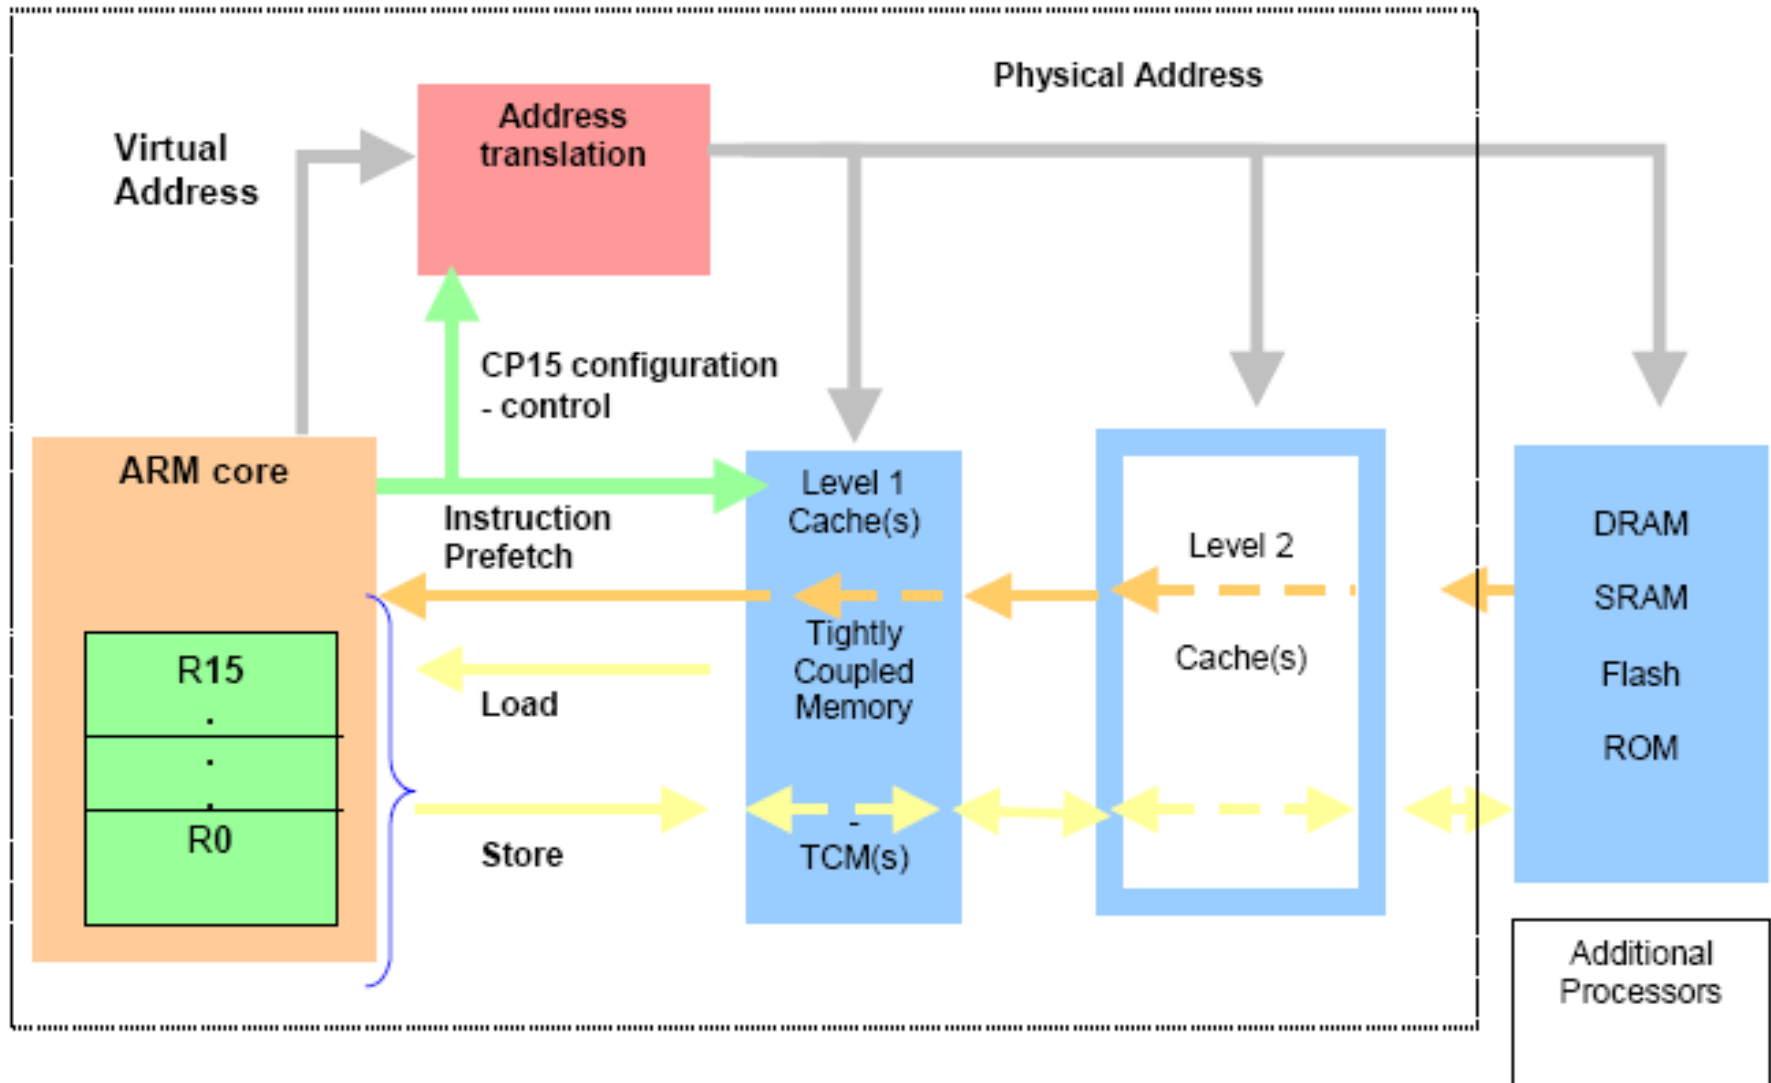 Physical Address
Address
translation
Virtual
Address
CP15 configuration
- control
ARM core
Level 1
Cache(s)
Instruction
Prefetch
Level 2
DRAM
SRAM
Tightly
Coupled
Memory
Cache(s)
Flash
R15
.
Load
ROM
.
.
R0
Store
-
TCM(s)
Additional
Processors